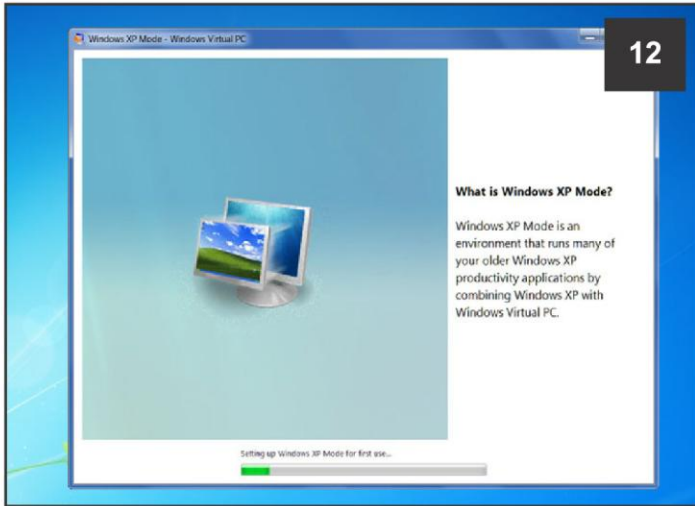 Windows XP Mode - Windows Virtual PC
12
What is Windows XP Mode?
Windows XP Mode is an
environment that runs many of
your older Windows XP
productivity applications by
combining Windows XP with
Windows Virtual PC.
Setting up Windows XP Mode for first use...